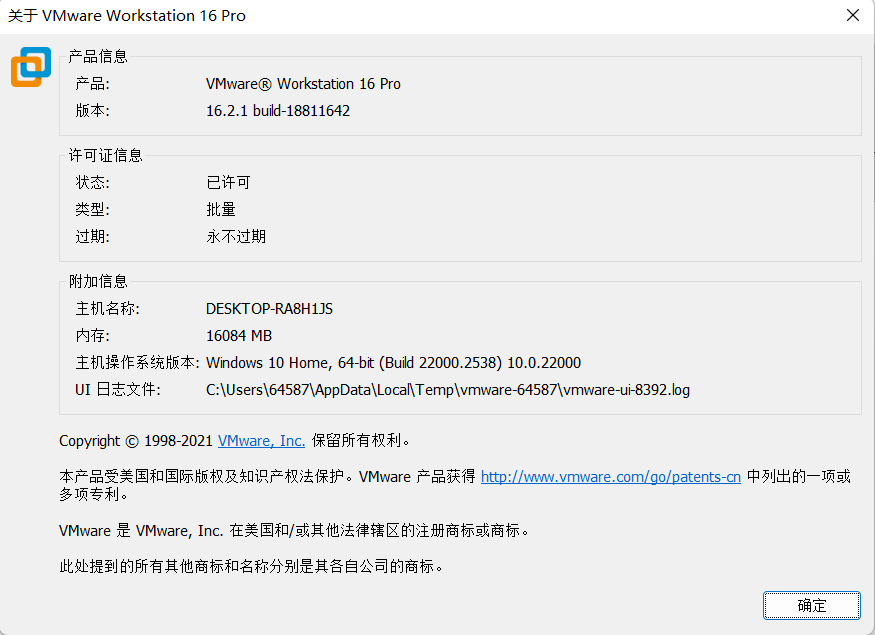 关于 VMware Workstation 16 Pro
产品信息
产品: VMware® Workstation 16 Pro
版本: 16.2.1 build-18811642
许可证信息
状态: 已许可
类型: 批量
过期: 永不过期
附加信息
主机名称: DESKTOP-RA8H1JS
内存: 16084 MB
主机操作系统版本: Windows 10 Home, 64-bit (Build 22000.2538) 10.0.22000
UI 日志文件: C:\Users\64587\AppData\Local\Temp\vmware-64587\vmware-ui-8392.log
Copyright © 1998-2021 VMware, Inc. 保留所有权利。
本产品受美国和国际版权及知识产权法保护。VMware 产品获得 http://www.vmware.com/go/patents-cn 中列出的一项或
多项专利。
VMware 是 VMware, Inc. 在美国和/或其他法律辖区的注册商标或商标。
此处提到的所有其他商标和名称分别是其各自公司的商标。
确定